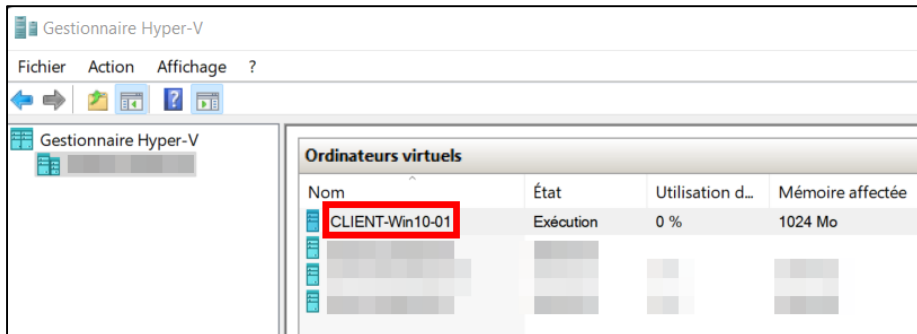 Gestionnaire Hyper-V
Fichier Action Affichage ?
Gestionnaire Hyper-V
Ordinateurs virtuels
Nom État Utilisation d... Mémoire affectée
CLIENT-Win10-01 Exécution 0 % 1024 Mo